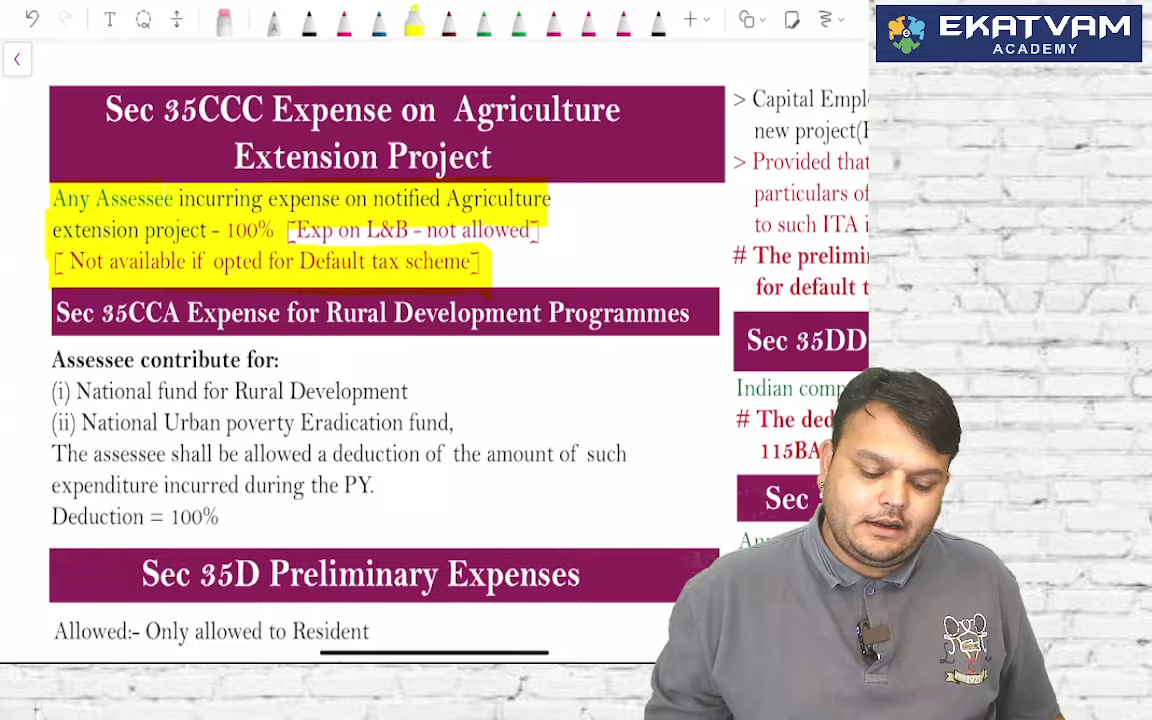 EKATVAM
ACADEMY
Sec 35CCC Expense on Agriculture
Extension Project
Any Assessee incurring expense on notified Agriculture
extension project - 100% [Exp on L&B - not allowed]
[ Not available if opted for Default tax scheme]
Sec 35CCA Expense for Rural Development Programmes
Assessee contribute for:
(i) National fund for Rural Development
(ii) National Urban poverty Eradication fund,
The assessee shall be allowed a deduction of the amount of such
expenditure incurred during the PY.
Deduction = 100%
Sec 35D Preliminary Expenses
Allowed:- Only allowed to Resident
> Capital Empl
new project(
> Provided that
particulars of
to such ITA i
# The prelimi
for default t
Sec 35DD
Indian comp
# The ded
115BA
Sec